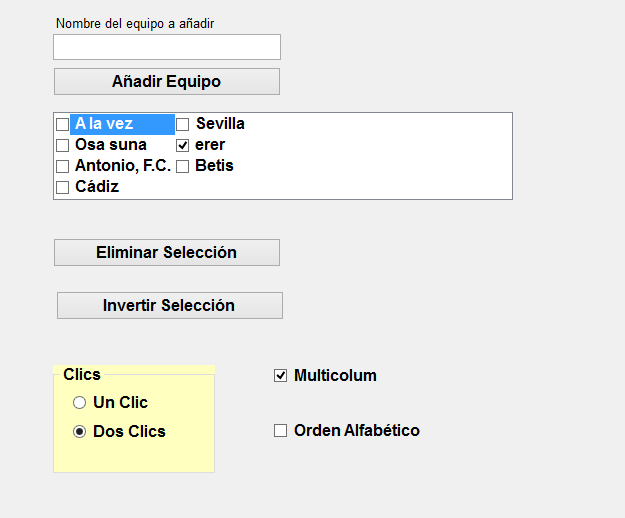 Nombre del equipo a añadir
Añadir Equipo
A la vez
Sevilla
Osa suna
erer
Antonio, F.C.
Betis
Cádiz
Eliminar Selección
Invertir Selección
Clics
Un Clic
Dos Clics
Multicolum
Orden Alfabético